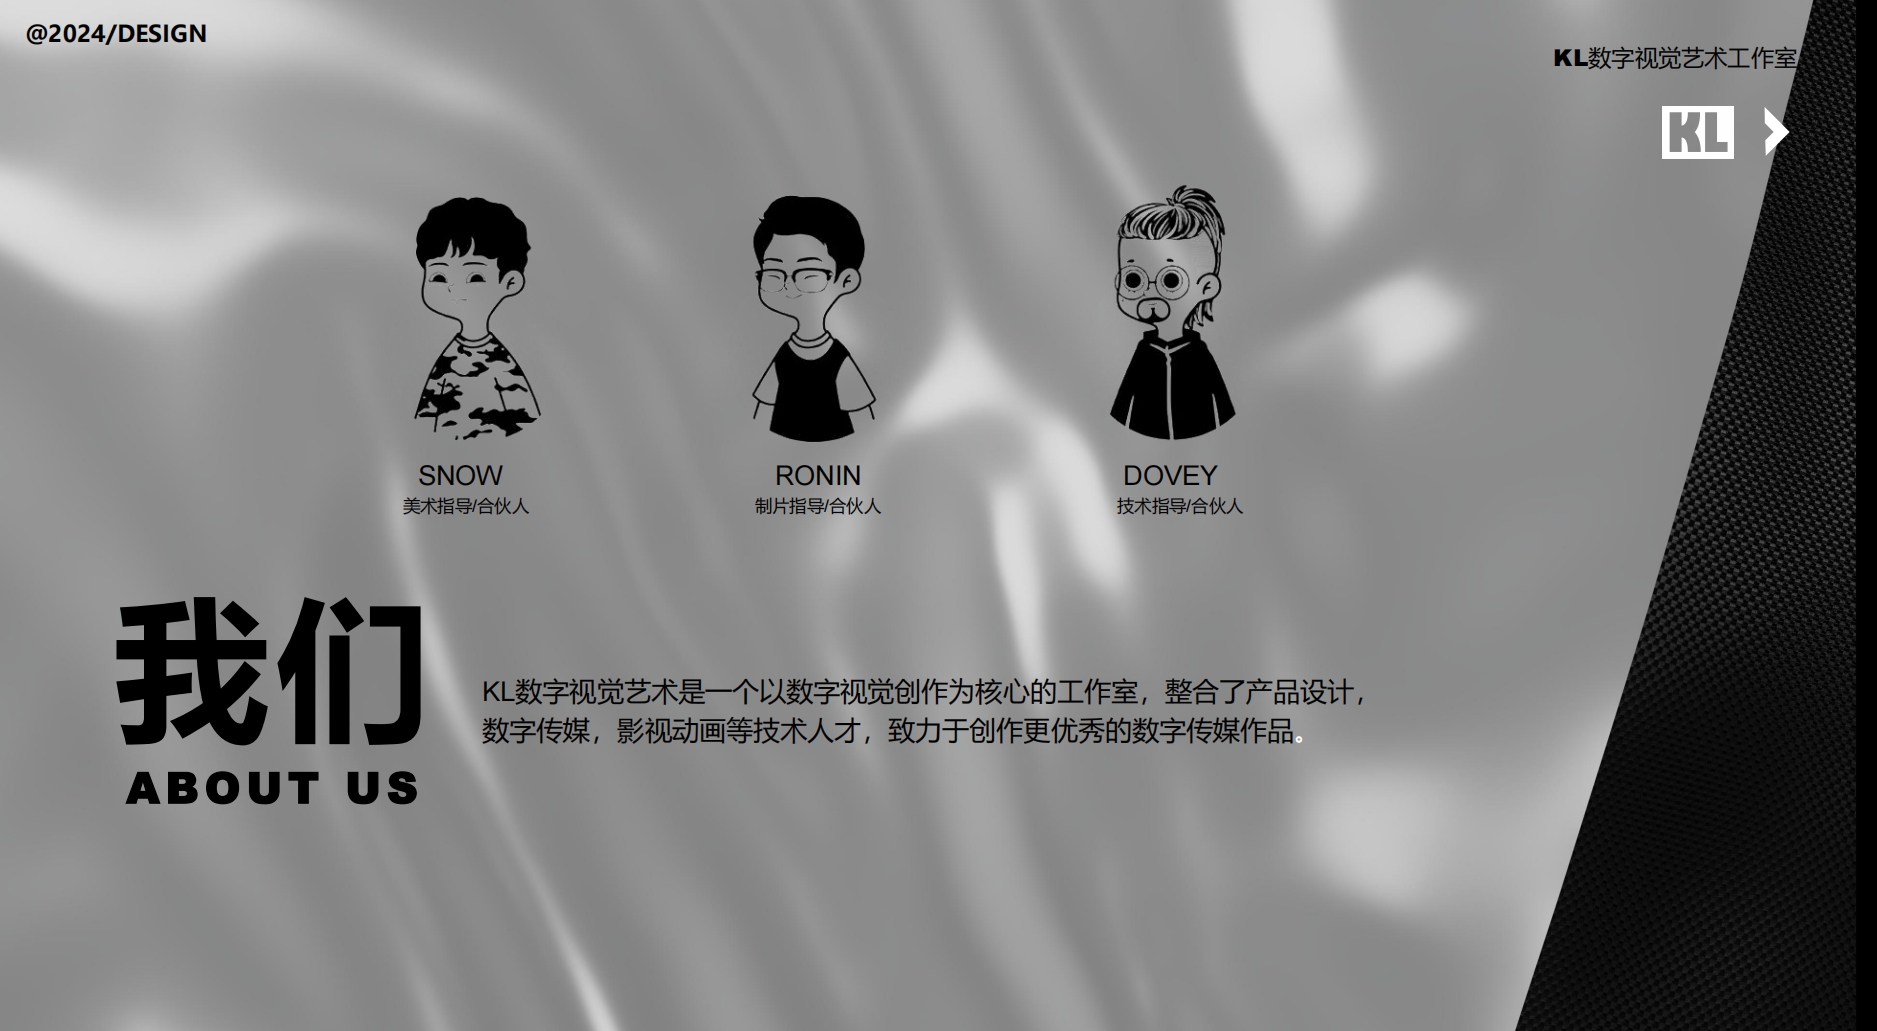 @2024/DESIGN
KL数字视觉艺术工作室
KL
SNOW
美术指导/合伙人
RONIN
制片指导/合伙人
DOVEY
技术指导/合伙人
我们
ABOUT US
KL数字视觉艺术是一个以数字视觉创作为核心的工作室，整合了产品设计，
数字传媒，影视动画等技术人才，致力于创作更优秀的数字传媒作品。